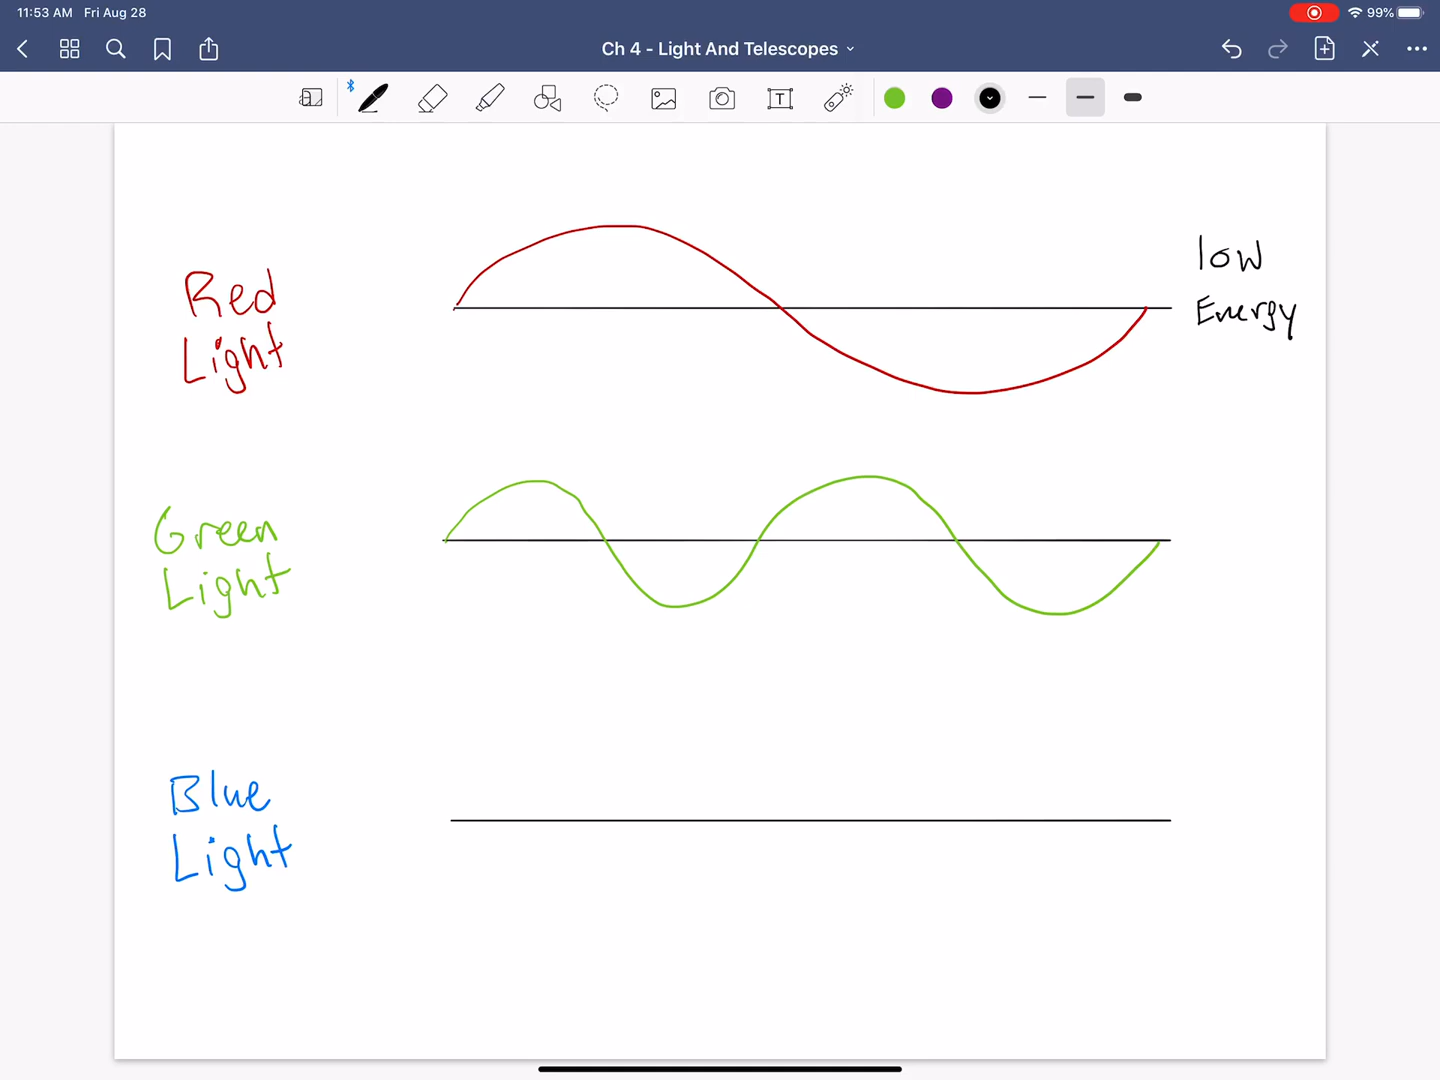 11:53 AM Fri Aug 28
99%
Ch 4 - Light And Telescopes
Red
Light
low
Energy
Green
Light
Blue
Light